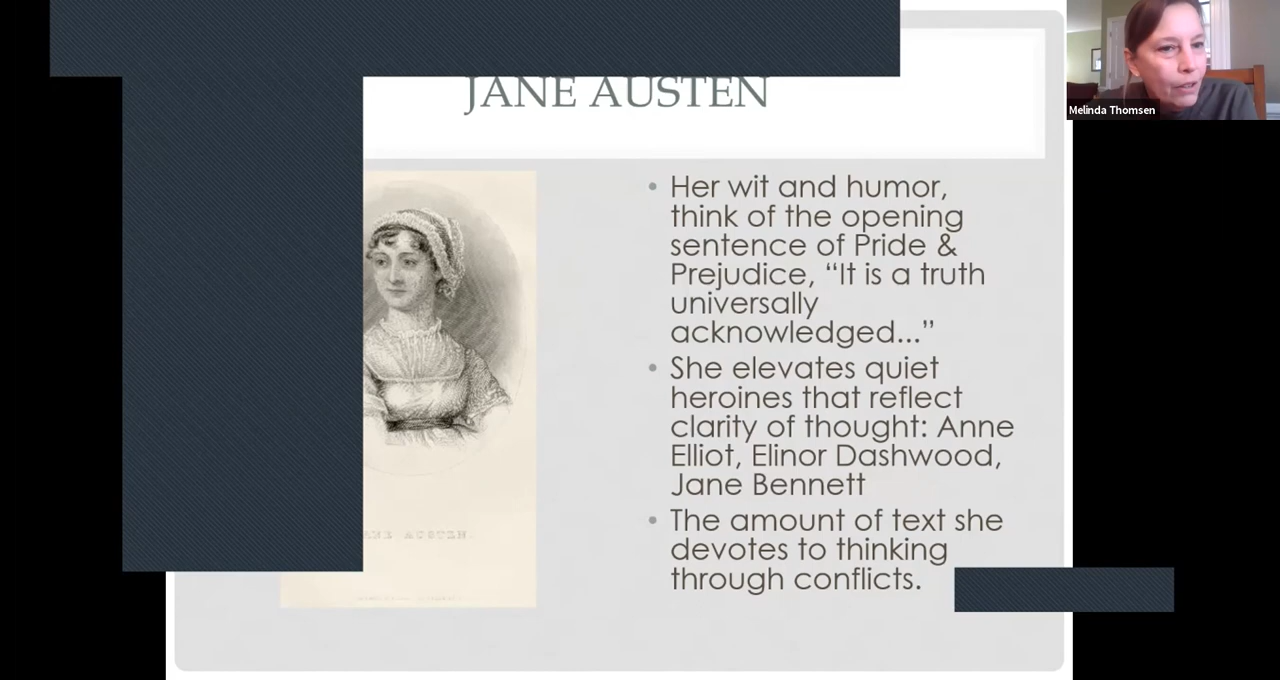 JANE AUSTEN
Melinda Thomsen
Her wit and humor,
think of the opening
sentence of Pride &
Prejudice, “It is a truth
universally
acknowledged...”
She elevates quiet
heroines that reflect
clarity of thought: Anne
Elliot, Elinor Dashwood,
Jane Bennett
The amount of text she
devotes to thinking
through conflicts.
AUSTEN.